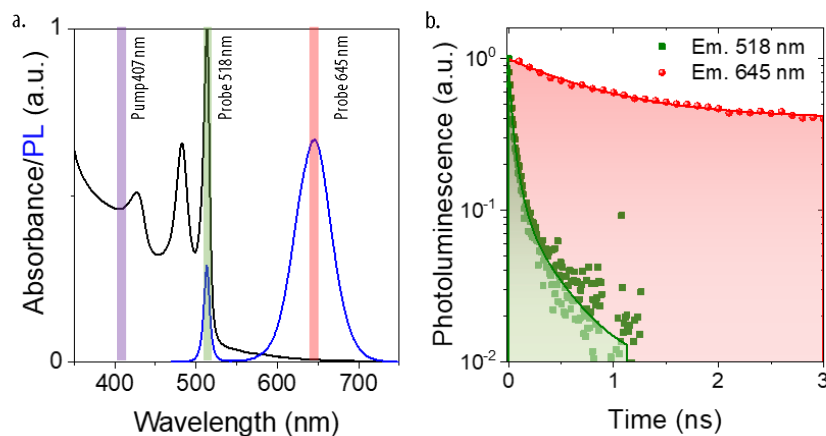 a.
Absorbance/PL (a.u.)
1
0
Pump 407 nm
Probe 518 nm
Probe 645 nm
400
500
600
700
Wavelength (nm)
b.
Photoluminescence (a.u.)
10⁰
10⁻¹
10⁻²
Em. 518 nm
Em. 645 nm
0
1
2
3
Time (ns)